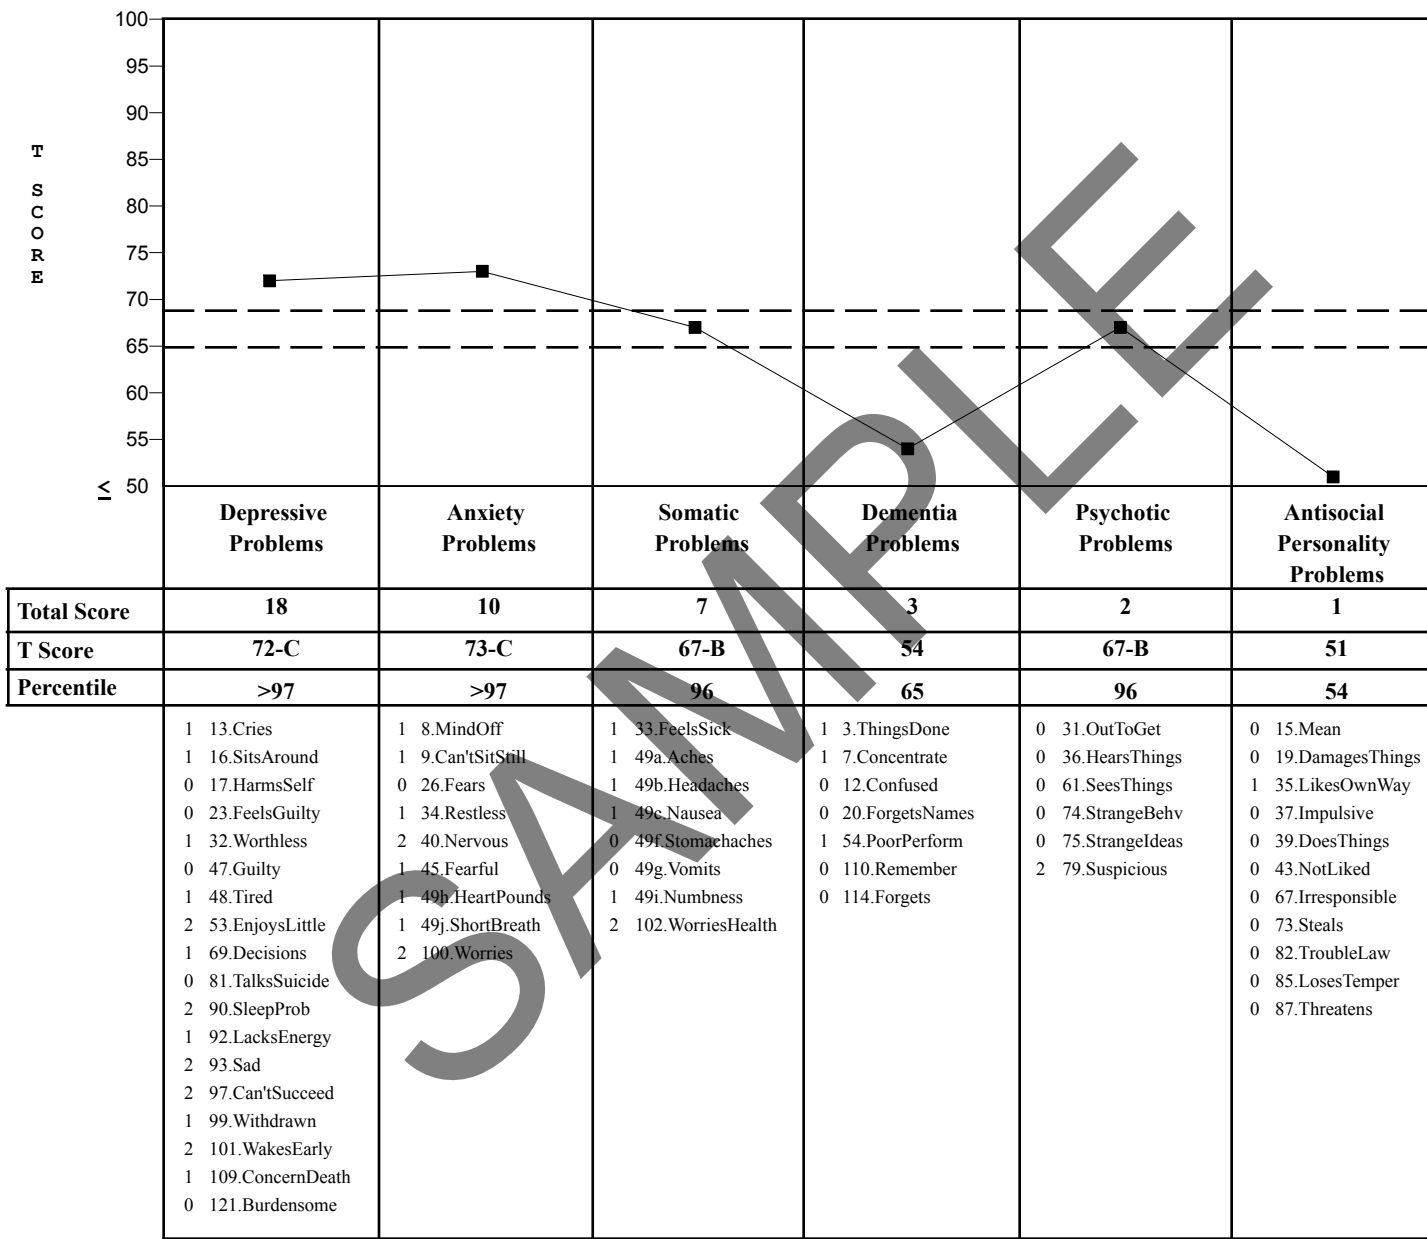 100
95
90
85
80
75
70
65
60
55
≤ 50
T SCORE
Depressive Problems
Anxiety Problems
Somatic Problems
Dementia Problems
Psychotic Problems
Antisocial Personality Problems
Total Score 18 10 7 3 2 1
T Score 72-C 73-C 67-B 54 67-B 51
Percentile >97 >97 96 65 96 54
1 13.Cries
1 16.SitsAround
0 17.HarmsSelf
0 23.FeelsGuilty
1 32.Worthless
0 47.Guilty
1 48.Tired
2 53.EnjoysLittle
1 69.Decisions
0 81.TalksSuicide
2 90.SleepProb
1 92.LacksEnergy
2 93.Sad
2 97.Can'tSucceed
1 99.Withdrawn
2 101.WakesEarly
1 109.ConcernDeath
0 121.Burdensome
1 8.MindOff
1 9.Can'tSitStill
0 26.Fears
1 34.Restless
2 40.Nervous
1 45.Fearful
1 49h.HeartPounds
1 49j.ShortBreath
2 100.Worries
1 33.FeelsSick
1 49a.Aches
1 49b.Headaches
1 49c.Nausea
0 49f.Stomachaches
0 49g.Vomits
1 49i.Numbness
2 102.WorriesHealth
1 3.ThingsDone
1 7.Concentrate
0 12.Confused
0 20.ForgetsNames
1 54.PoorPerform
0 110.Remember
0 114.Forgets
0 31.OutToGet
0 36.HearsThings
0 61.SeesThings
0 74.StrangeBehv
0 75.StrangeIdeas
2 79.Suspicious
0 15.Mean
0 19.DamagesThings
1 35.LikesOwnWay
0 37.Impulsive
0 39.DoesThings
0 43.NotLiked
0 67.Irresponsible
0 73.Steals
0 82.TroubleLaw
0 85.LosesTemper
0 87.Threatens
SAMPLE